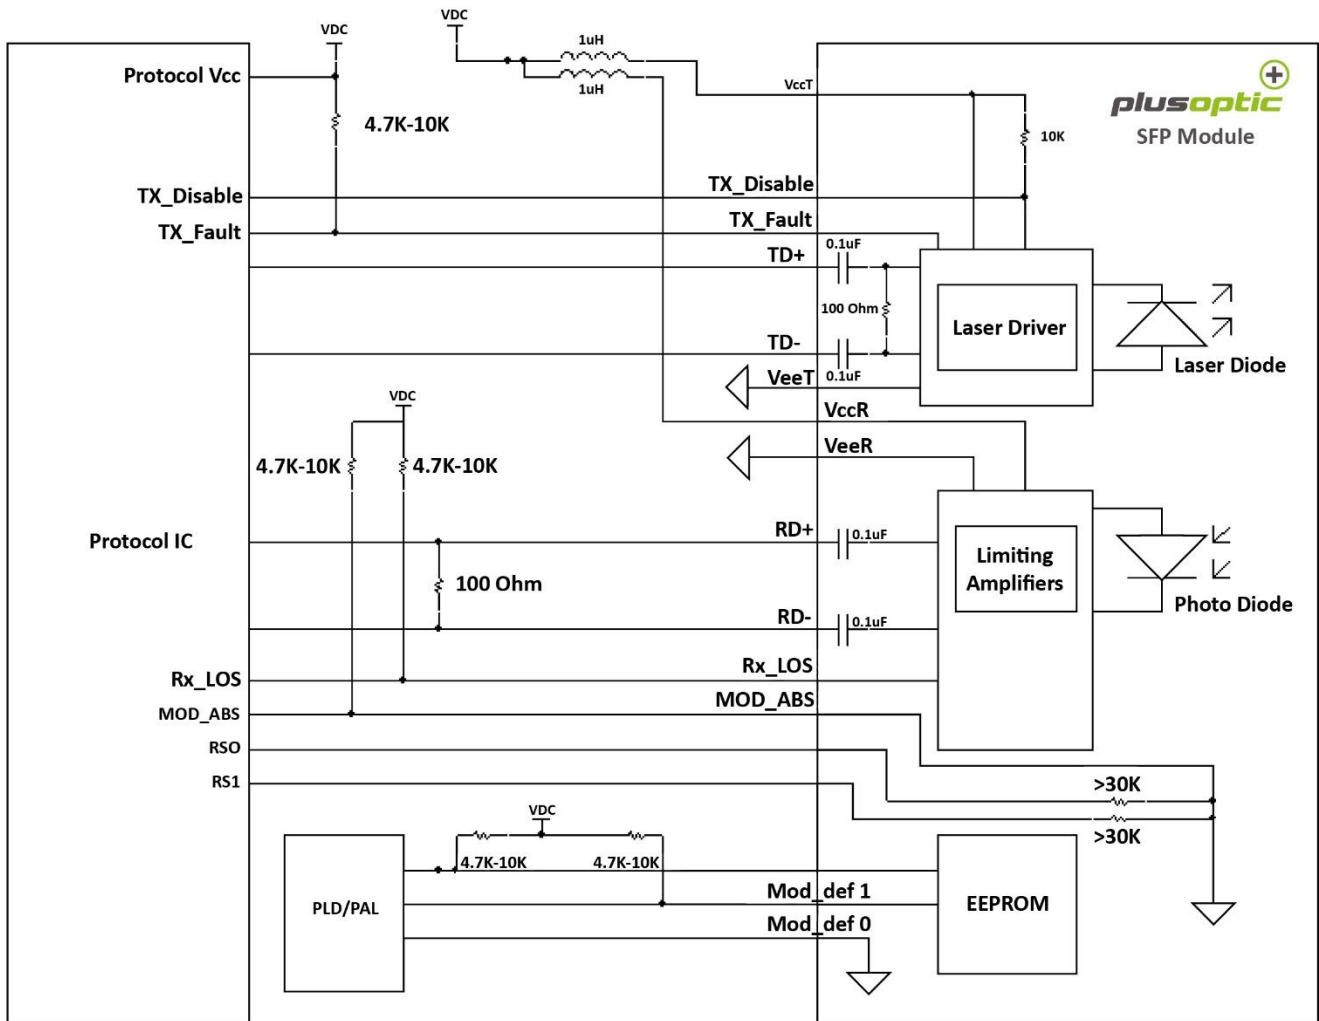 VDC
VDC
1uH
1uH
Protocol Vcc
VccT
plusoptic
SFP Module
4.7K-10K
10K
TX_Disable
TX_Disable
TX_Fault
TX_Fault
TD+
0.1uF
100 Ohm
Laser Driver
TD-
0.1uF
Laser Diode
VeeT
VDC
VccR
VeeR
4.7K-10K
4.7K-10K
Protocol IC
RD+
0.1uF
Limiting
Amplifiers
100 Ohm
Photo Diode
RD-
0.1uF
Rx_LOS
Rx_LOS
MOD_ABS
MOD_ABS
RSO
RS1
>30K
>30K
VDC
4.7K-10K
4.7K-10K
PLD/PAL
Mod_def 1
EEPROM
Mod_def 0